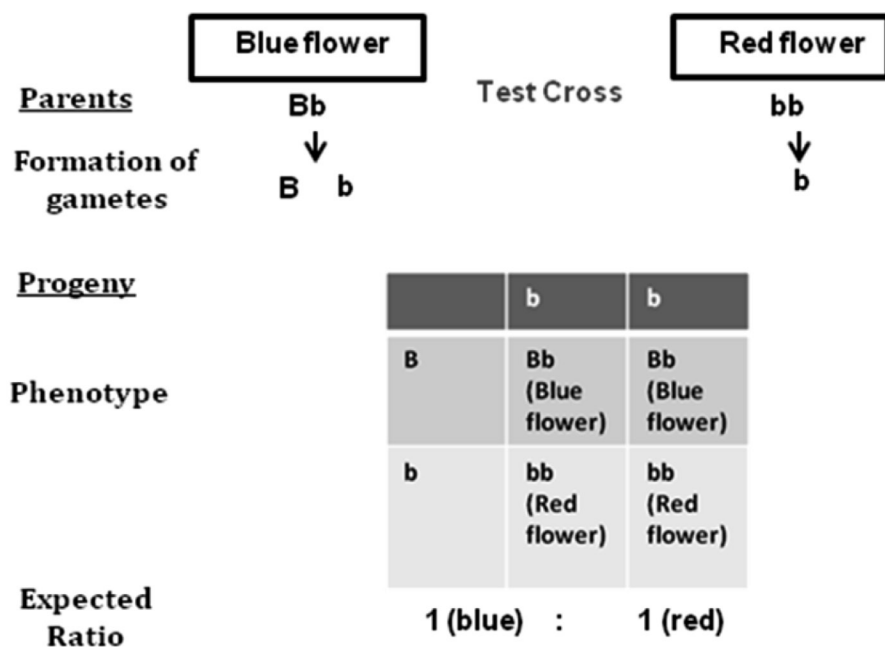 Blue flower
Red flower
Parents
Bb
Test Cross
bb
Formation of
gametes
B b
b
Progeny
b b
Phenotype
B Bb Bb
(Blue (Blue
flower) flower)
b bb bb
(Red (Red
flower) flower)
Expected
Ratio
1 (blue) : 1 (red)